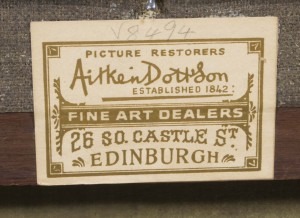 V8494
PICTURE RESTORERS
Aitken Dott & Son
ESTABLISHED 1842:
FINE ART DEALERS
26 SO. CASTLE ST.
EDINBURGH